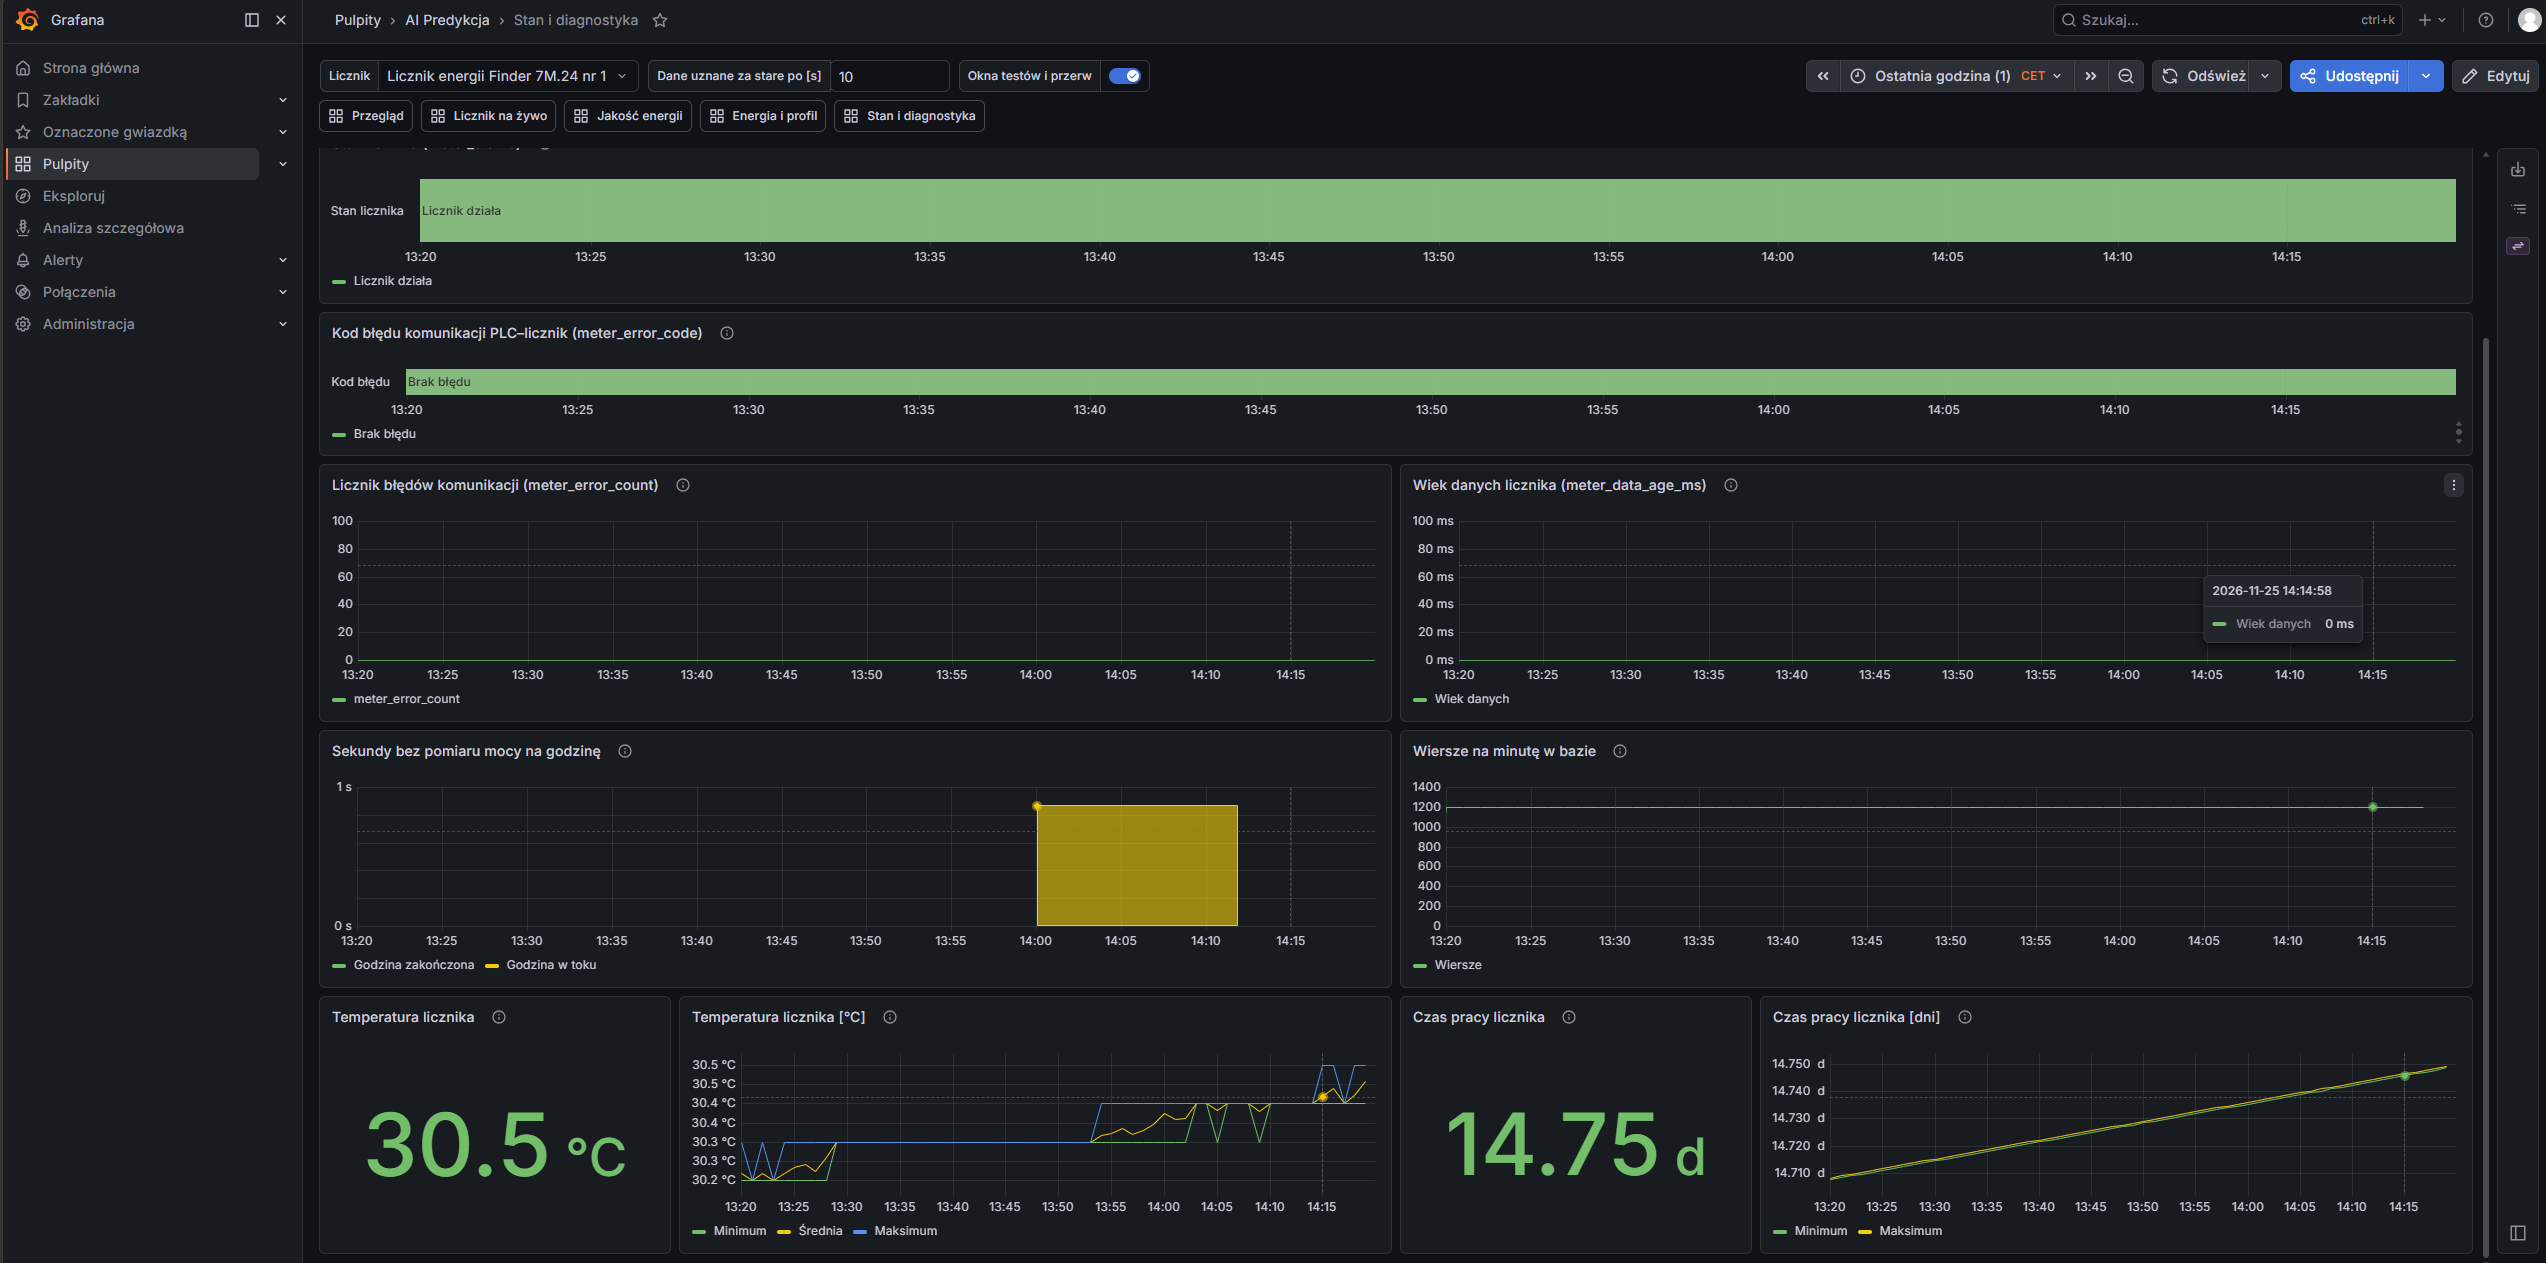 Grafana
Pulpity › AI Predykcja › Stan i diagnostyka
Szukaj... ctrl+k
Strona główna
Zakładki
Oznaczone gwiazdką
Pulpity
Eksploruj
Analiza szczegółowa
Alerty
Połączenia
Administracja
Licznik Licznik energii Finder 7M.24 nr 1
Dane uznane za stare po [s] 10
Okna testów i przerw
Ostatnia godzina (1) CET
Odśwież
Udostępnij
Edytuj
Przegląd
Licznik na żywo
Jakość energii
Energia i profil
Stan i diagnostyka
Stan licznika
Licznik działa
13:20 13:25 13:30 13:35 13:40 13:45 13:50 13:55 14:00 14:05 14:10 14:15
Licznik działa
Kod błędu komunikacji PLC–licznik (meter_error_code)
Kod błędu
Brak błędu
13:20 13:25 13:30 13:35 13:40 13:45 13:50 13:55 14:00 14:05 14:10 14:15
Brak błędu
Licznik błędów komunikacji (meter_error_count)
100
80
60
40
20
0
13:20 13:25 13:30 13:35 13:40 13:45 13:50 13:55 14:00 14:05 14:10 14:15
meter_error_count
Wiek danych licznika (meter_data_age_ms)
100 ms
80 ms
60 ms
40 ms
20 ms
0 ms
13:20 13:25 13:30 13:35 13:40 13:45 13:50 13:55 14:00 14:05 14:10 14:15
2026-11-25 14:14:58
Wiek danych 0 ms
Wiek danych
Sekundy bez pomiaru mocy na godzinę
1 s
0 s
13:20 13:25 13:30 13:35 13:40 13:45 13:50 13:55 14:00 14:05 14:10 14:15
Godzina zakończona Godzina w toku
Wiersze na minutę w bazie
1400
1200
1000
800
600
400
200
0
13:20 13:25 13:30 13:35 13:40 13:45 13:50 13:55 14:00 14:05 14:10 14:15
Wiersze
Temperatura licznika
30.5 °C
Temperatura licznika [°C]
30.5 °C
30.5 °C
30.4 °C
30.4 °C
30.3 °C
30.3 °C
30.2 °C
13:20 13:25 13:30 13:35 13:40 13:45 13:50 13:55 14:00 14:05 14:10 14:15
Minimum Średnia Maksimum
Czas pracy licznika
14.75 d
Czas pracy licznika [dni]
14.750 d
14.740 d
14.730 d
14.720 d
14.710 d
13:20 13:25 13:30 13:35 13:40 13:45 13:50 13:55 14:00 14:05 14:10 14:15
Minimum Maksimum